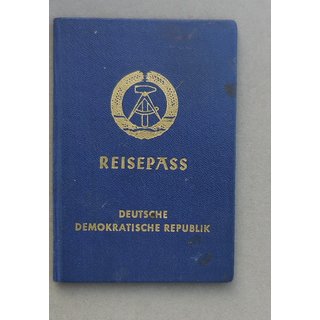 REISEPASS
DEUTSCHE
DEMOKRATISCHE REPUBLIK